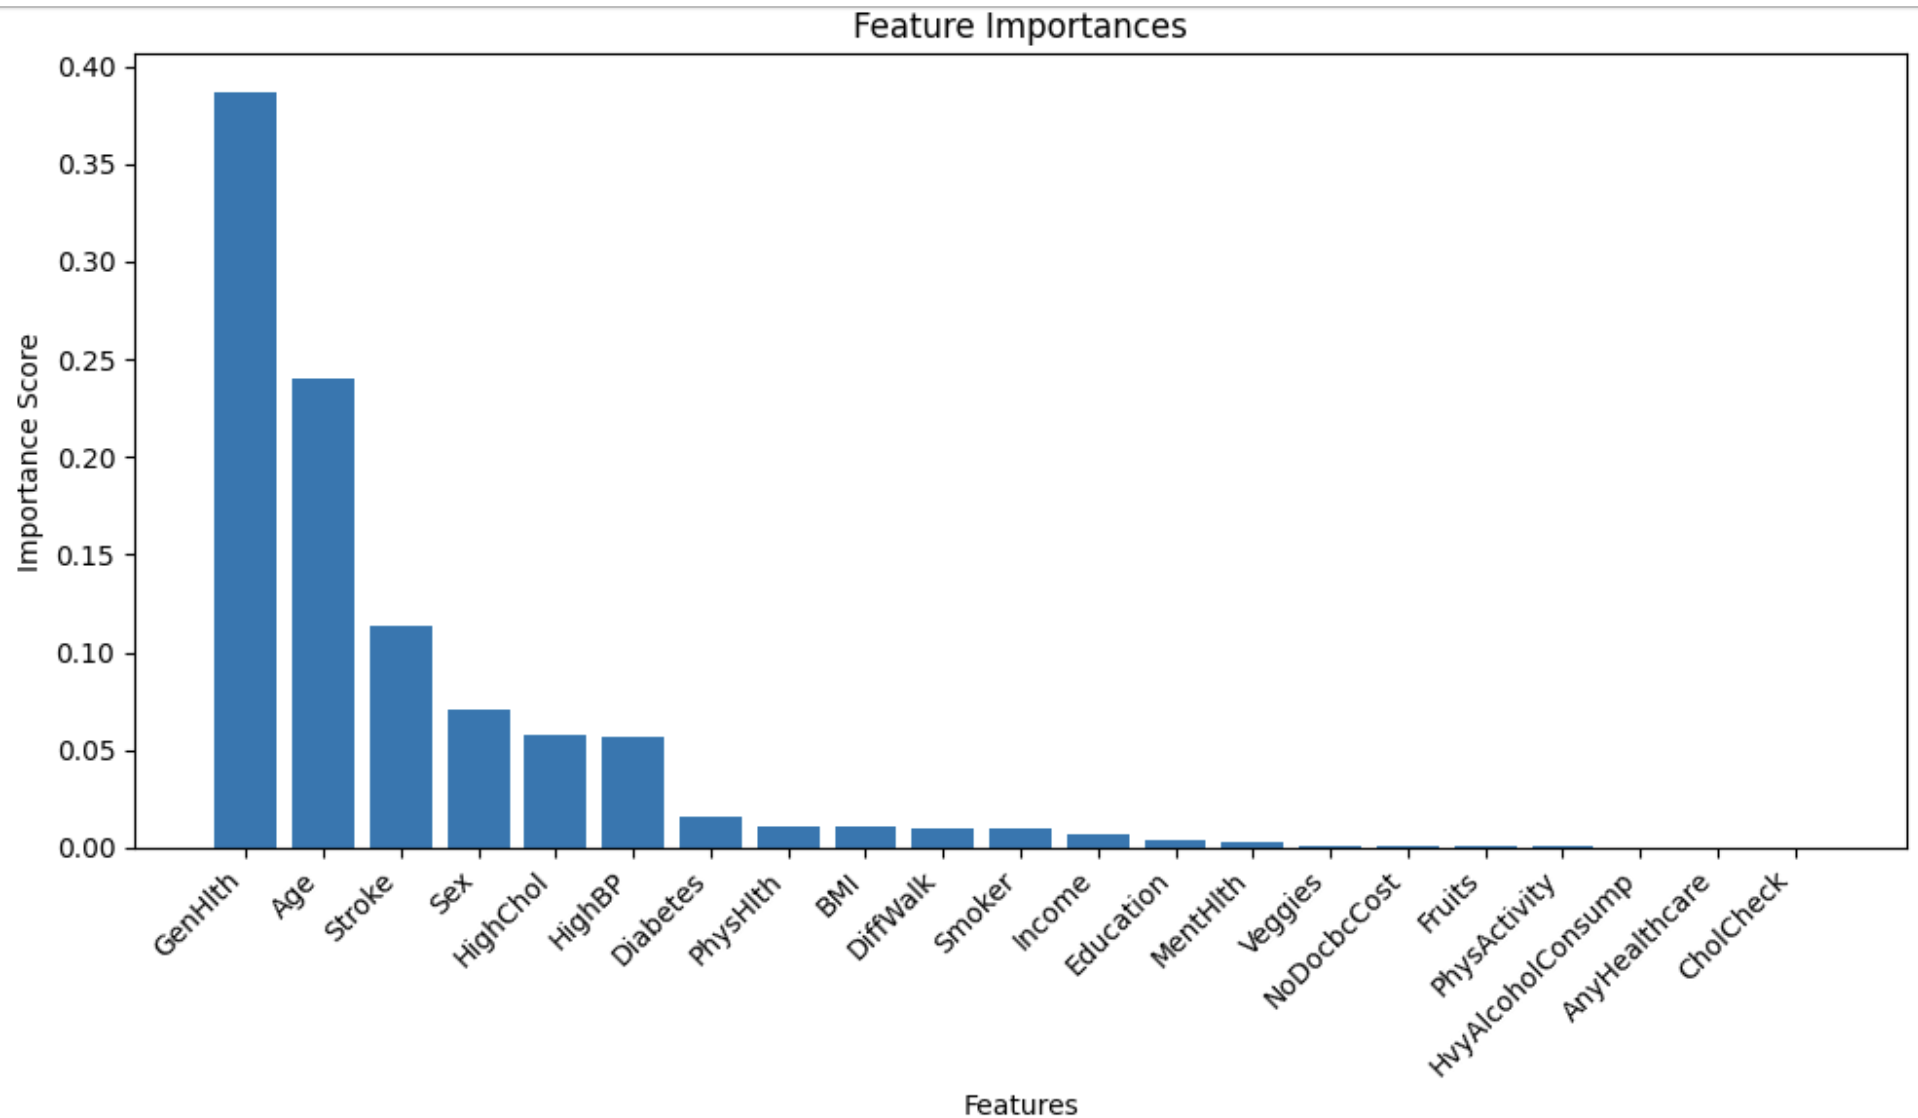 Feature Importances
0.40
0.35
0.30
0.25
0.20
0.15
0.10
0.05
0.00
Importance Score
GenHlth
Age
Stroke
Sex
HighChol
HighBP
Diabetes
PhysHlth
BMI
DiffWalk
Smoker
Income
Education
MentHlth
Veggies
NoDocbcCost
Fruits
PhysActivity
HvyAlcoholConsump
AnyHealthcare
CholCheck
Features